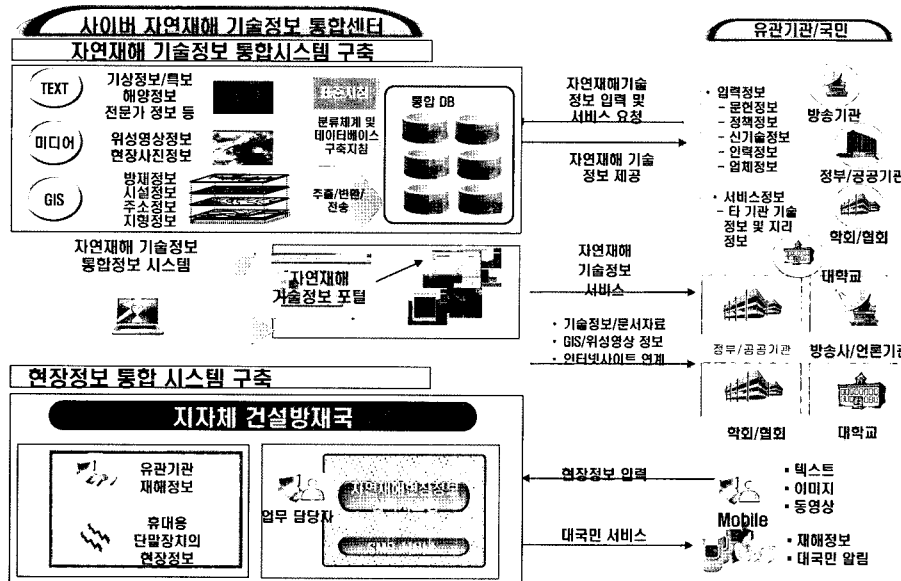 사이버 자연재해 기술정보 통합센터
자연재해 기술정보 통합시스템 구축
TEXT
기상정보/특보
해양정보
전문가 정보 등
미디어
위성영상정보
현장사진정보
GIS
방재정보
시설정보
주소정보
지형정보
표준지침
분류체계 및
데이터베이스
구축지침
추출/변환/
전송
통합 DB
자연재해기술
정보 입력 및
서비스 요청
자연재해 기술
정보 제공
유관기관/국민
• 입력정보
– 문헌정보
– 정책정보
– 신기술정보
– 인력정보
– 업체정보
• 서비스정보
– 타 기관 기술
정보 및 지리
정보
방송기관
정부/공공기관
학회/협회
대학교
자연재해 기술정보
통합정보 시스템
자연재해
기술정보 포털
자연재해
기술정보
서비스
• 기술정보/문서자료
• GIS/위성영상 정보
• 인터넷사이트 연계
정부/공공기관
방송사/언론기관
학회/협회
대학교
현장정보 통합 시스템 구축
지자체 건설방재국
유관기관
재해정보
휴대용
단말장치의
현장정보
업무 담당자
자연재해현장정보
현장정보 입력
대국민 서비스
▪ 텍스트
▪ 이미지
▪ 동영상
Mobile
▪ 재해정보
▪ 대국민 알림